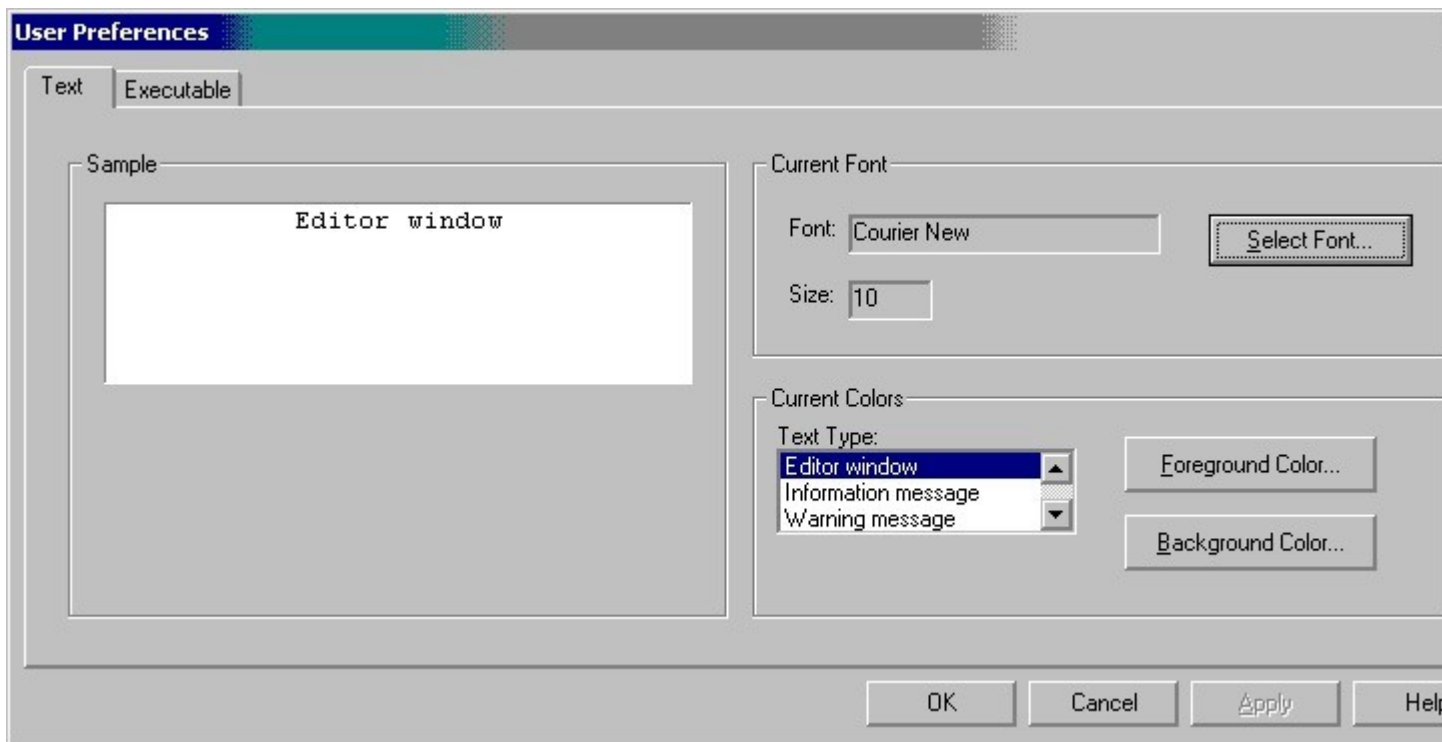 User Preferences
Text
Executable
Sample
Editor window
Current Font
Font:
Courier New
Select Font...
Size:
10
Current Colors
Text Type:
Editor window
Information message
Warning message
Foreground Color...
Background Color...
OK
Cancel
Apply
Help